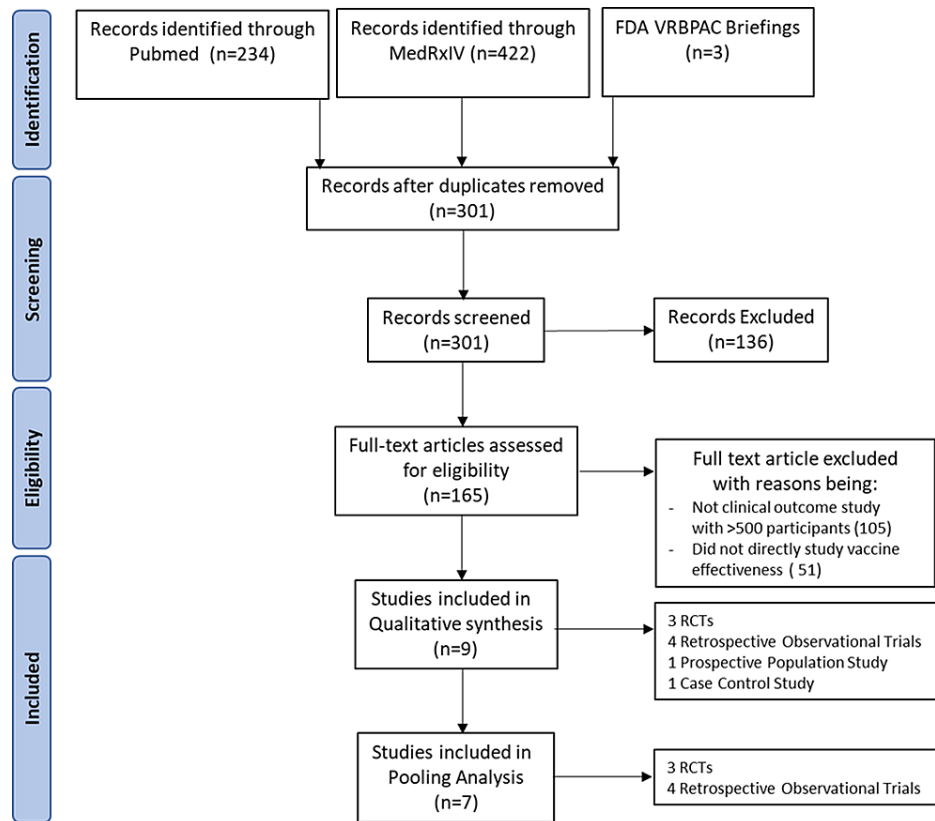 Identification
Records identified through
Pubmed (n=234)
Records identified through
MedRxIV (n=422)
FDA VRBPAC Briefings
(n=3)
Screening
Records after duplicates removed
(n=301)
Records screened
(n=301)
Records Excluded
(n=136)
Eligibility
Full-text articles assessed
for eligibility
(n=165)
Full text article excluded
with reasons being:
- Not clinical outcome study
with >500 participants (105)
- Did not directly study vaccine
effectiveness ( 51)
Included
Studies included in
Qualitative synthesis
(n=9)
3 RCTs
4 Retrospective Observational Trials
1 Prospective Population Study
1 Case Control Study
Studies included in
Pooling Analysis
(n=7)
3 RCTs
4 Retrospective Observational Trials